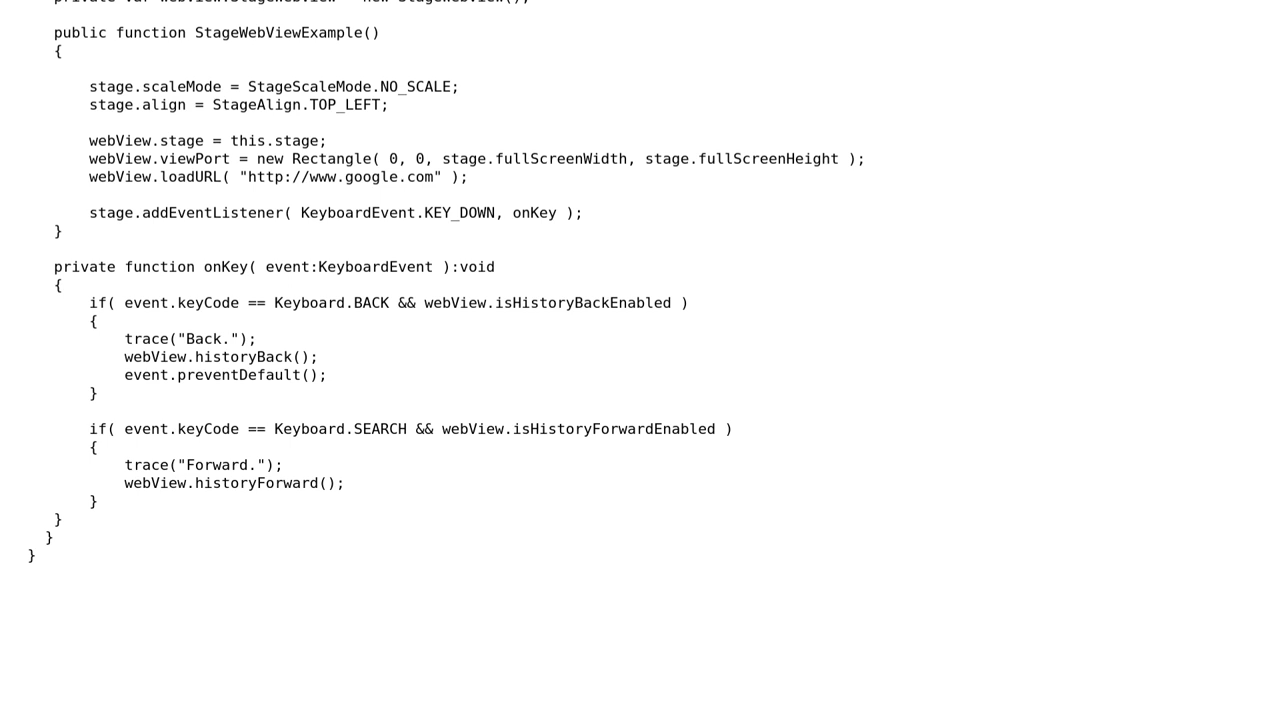 public function StageWebViewExample()
{
stage.scaleMode = StageScaleMode.NO_SCALE;
stage.align = StageAlign.TOP_LEFT;
webView.stage = this.stage;
webView.viewPort = new Rectangle( 0, 0, stage.fullScreenWidth, stage.fullScreenHeight );
webView.loadURL( "http://www.google.com" );
stage.addEventListener( KeyboardEvent.KEY_DOWN, onKey );
}
private function onKey( event:KeyboardEvent ):void
{
if( event.keyCode == Keyboard.BACK && webView.isHistoryBackEnabled )
{
trace("Back.");
webView.historyBack();
event.preventDefault();
}
if( event.keyCode == Keyboard.SEARCH && webView.isHistoryForwardEnabled )
{
trace("Forward.");
webView.historyForward();
}
}
}
}